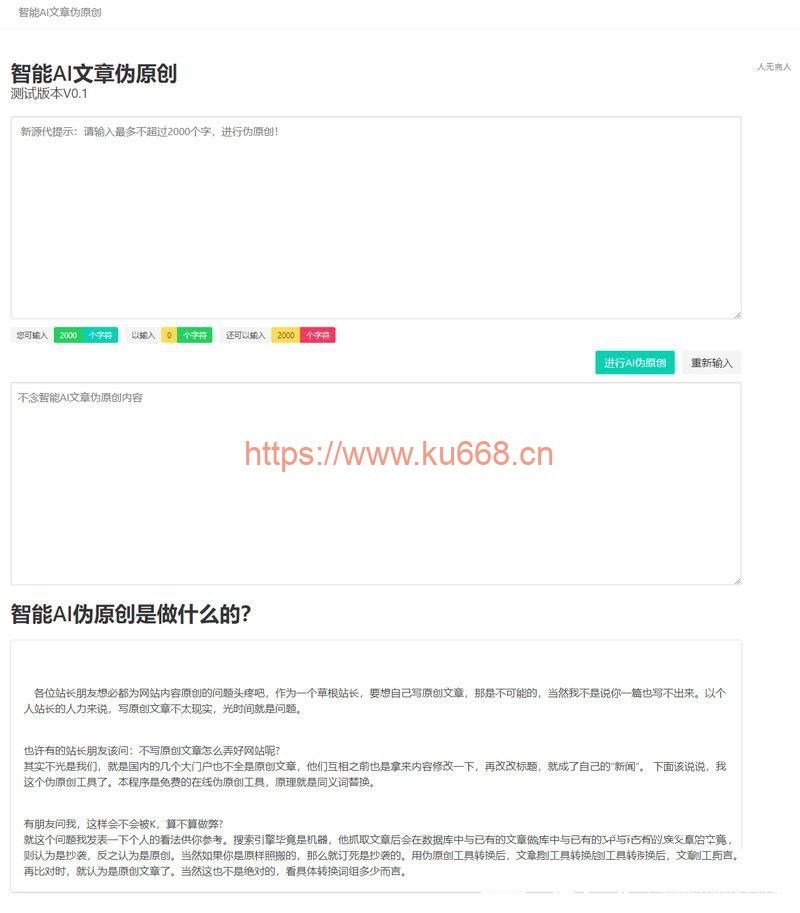 智能AI文章伪原创
智能AI文章伪原创
人无完人
测试版本V0.1
新源代提示：请输入最多不超过2000个字，进行伪原创！
您可输入 2000 个字符 以输入 0 个字符 还可以输入 2000 个字符
进行AI伪原创 重新输入
不念智能AI文章伪原创内容
https://www.ku668.cn
智能AI伪原创是做什么的？
各位站长朋友想必都为网站内容原创的问题头疼吧，作为一个草根站长，要想自己写原创文章，那是不可能的，当然我不是说你一篇也写不出来。以个
人站长的人力来说，写原创文章不太现实，光时间就是问题。
也许有的站长朋友该问：不写原创文章怎么弄好网站呢？
其实不光是我们，就是国内的几个大门户也不全是原创文章，他们互相之前也是拿来内容修改一下，再改改标题，就成了自己的“新闻”。 下面该说说，我
这个伪原创工具了。本程序是免费的在线伪原创工具，原理就是同义词替换。
有朋友问我，这样会不会被K，算不算做弊？
就这个问题我发表一下个人的看法供你参考。搜索引擎毕竟是机器，他抓取文章后会在数据库中与已有的文章做
则认为是抄袭，反之认为是原创。当然如果你是原样照搬的，那么就订死是抄袭的。用伪原创工具转换后，文章
再比对时，就认为是原创文章了。当然这也不是绝对的，看具体转换词组多少而言。